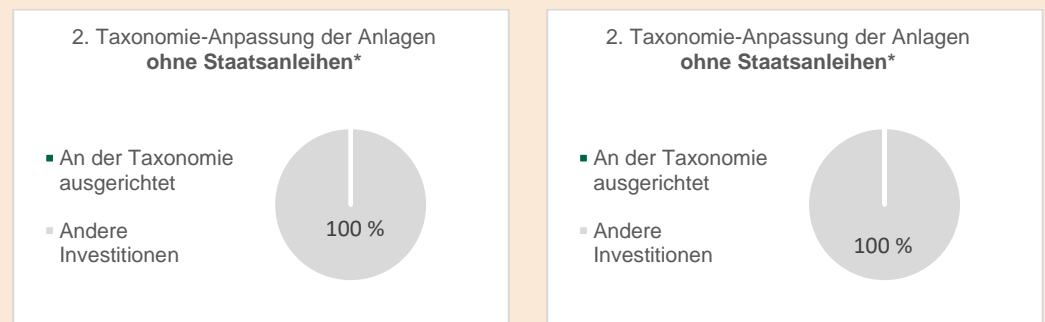 2. Taxonomie-Anpassung der Anlagen
ohne Staatsanleihen*
An der Taxonomie
ausgerichtet
Andere
Investitionen
100 %
2. Taxonomie-Anpassung der Anlagen
ohne Staatsanleihen*
An der Taxonomie
ausgerichtet
Andere
Investitionen
100 %